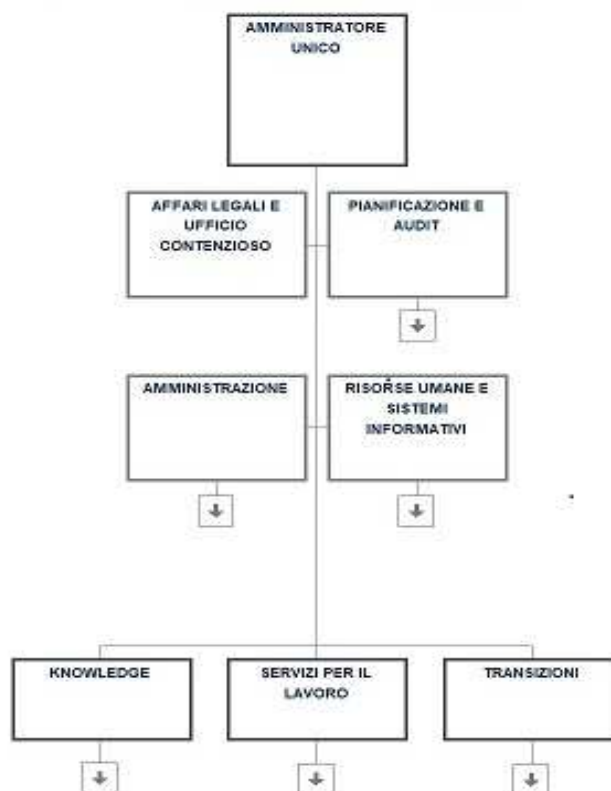 AMMINISTRATORE
UNICO
AFFARI LEGALI E
UFFICIO
CONTENZIOSO
PIANIFICAZIONE E
AUDIT
AMMINISTRAZIONE
RISORSE UMANE E
SISTEMI
INFORMATIVI
KNOWLEDGE
SERVIZI PER IL
LAVORO
TRANSIZIONI